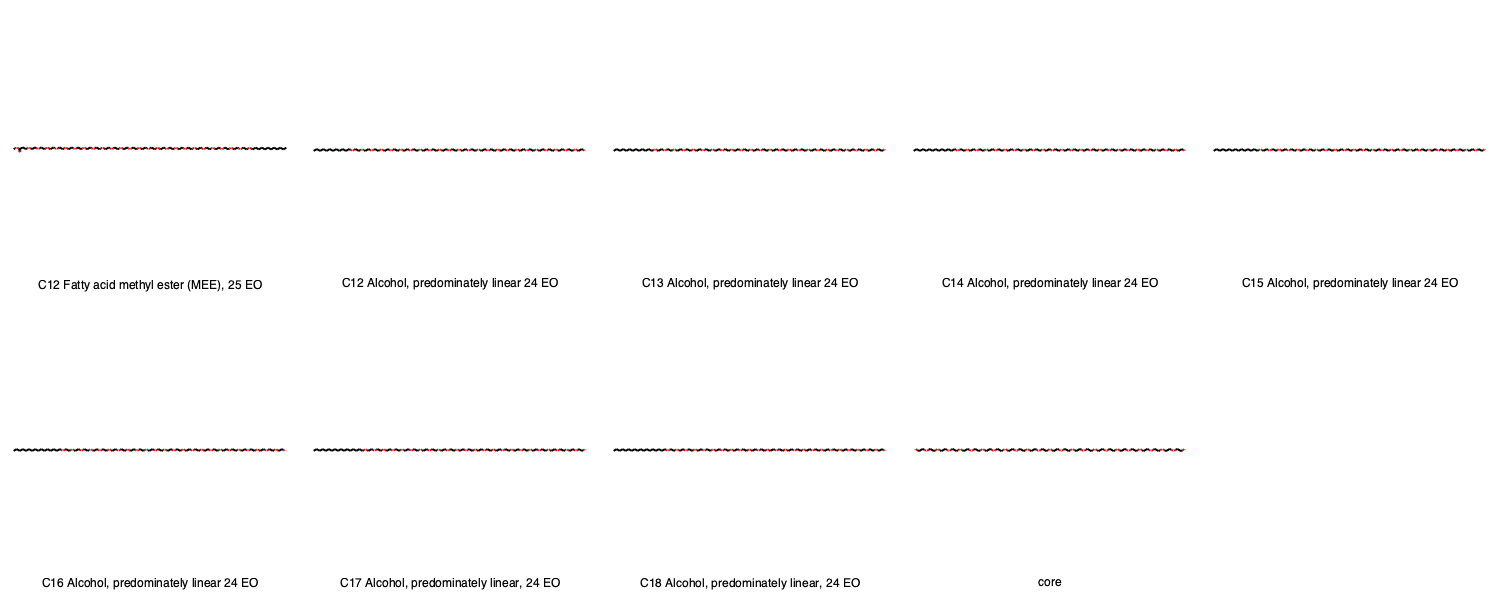 C12 Fatty acid methyl ester (MEE), 25 EO
C12 Alcohol, predominately linear 24 EO
C13 Alcohol, predominately linear 24 EO
C14 Alcohol, predominately linear 24 EO
C15 Alcohol, predominately linear 24 EO
C16 Alcohol, predominately linear 24 EO
C17 Alcohol, predominately linear, 24 EO
C18 Alcohol, predominately linear, 24 EO
core